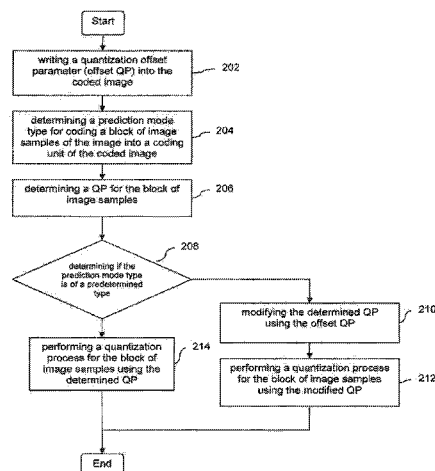 Start
writing a quantization offset
parameter (offset QP) into the
coded image
202
determining a prediction mode
type for coding a block of image
samples of the image into a coding
unit of the coded image
204
determining a QP for the block of
image samples
206
208
determining if the
prediction mode type
is of a predetermined
type
modifying the determined QP
using the offset QP
210
performing a quantization
process for the block of
image samples using the
determined QP
214
performing a quantization process
for the block of image samples
using the modified QP
212
End